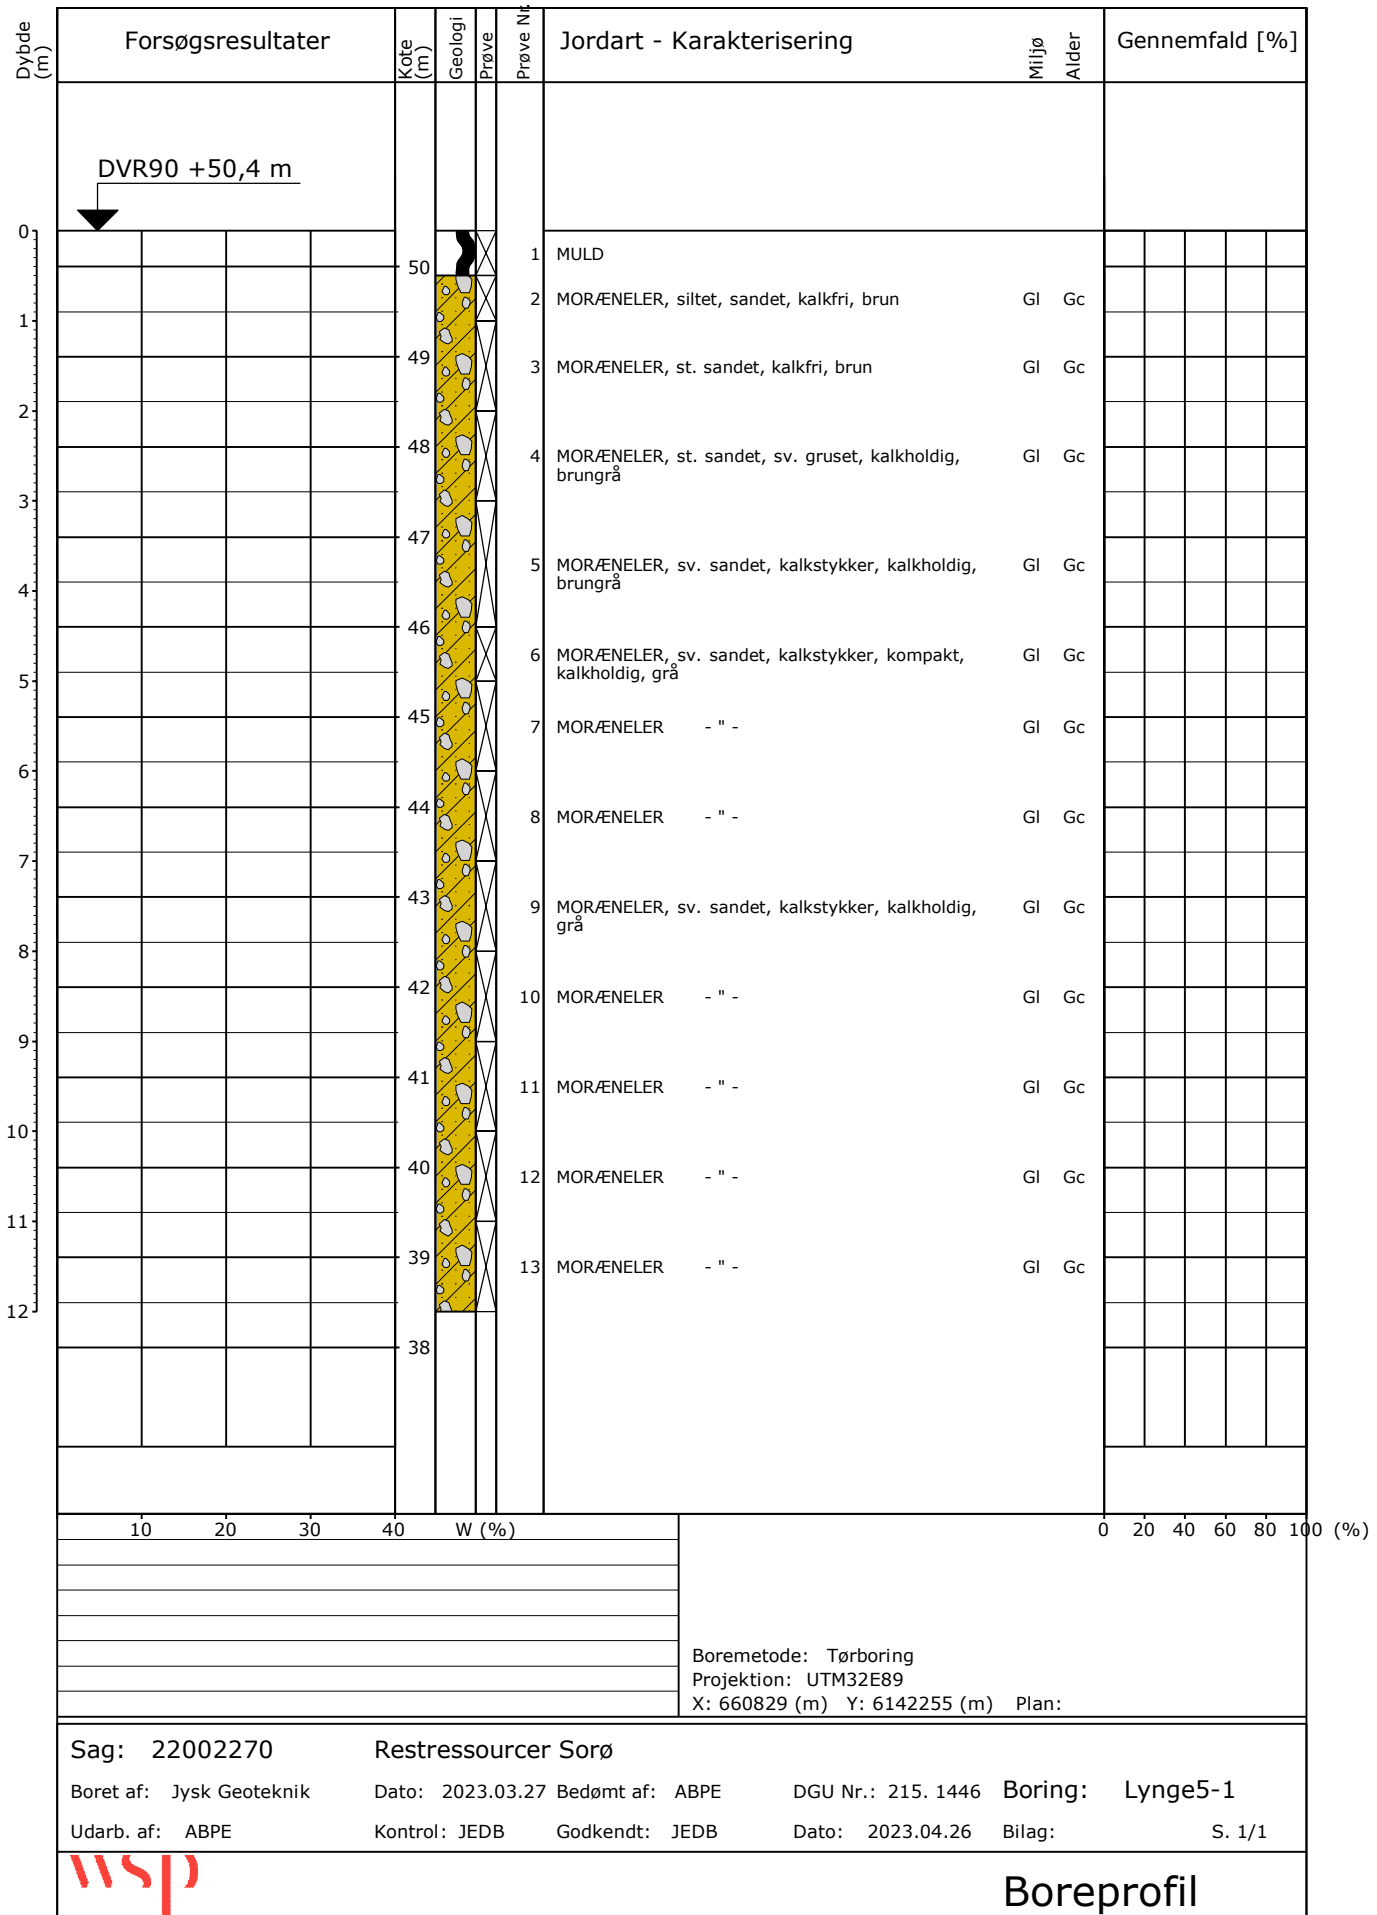 Dybde (m)
Forsøgsresultater
Kote (m)
Geologi
Prøve
Prøve Nr.
Jordart - Karakterisering
Miljø
Alder
Gennemfald [%]
DVR90 +50,4 m
0
1 MULD
50
2 MORÆNELER, siltet, sandet, kalkfri, brun Gl Gc
1
49
3 MORÆNELER, st. sandet, kalkfri, brun Gl Gc
2
48
4 MORÆNELER, st. sandet, sv. gruset, kalkholdig, Gl Gc
brungrå
3
47
5 MORÆNELER, sv. sandet, kalkstykker, kalkholdig, Gl Gc
brungrå
4
46
6 MORÆNELER, sv. sandet, kalkstykker, kompakt, Gl Gc
kalkholdig, grå
5
45
7 MORÆNELER - " - Gl Gc
6
44
8 MORÆNELER - " - Gl Gc
7
43
9 MORÆNELER, sv. sandet, kalkstykker, kalkholdig, Gl Gc
grå
8
42
10 MORÆNELER - " - Gl Gc
9
41
11 MORÆNELER - " - Gl Gc
10
40
12 MORÆNELER - " - Gl Gc
11
39
13 MORÆNELER - " - Gl Gc
12
38
10 20 30 40 W (%) 0 20 40 60 80 100 (%)
Boremetode: Tørboring
Projektion: UTM32E89
X: 660829 (m) Y: 6142255 (m) Plan:
Sag: 22002270 Restressourcer Sorø
Boret af: Jysk Geoteknik Dato: 2023.03.27 Bedømt af: ABPE DGU Nr.: 215. 1446 Boring: Lynge5-1
Udarb. af: ABPE Kontrol: JEDB Godkendt: JEDB Dato: 2023.04.26 Bilag: S. 1/1
wsp
Boreprofil